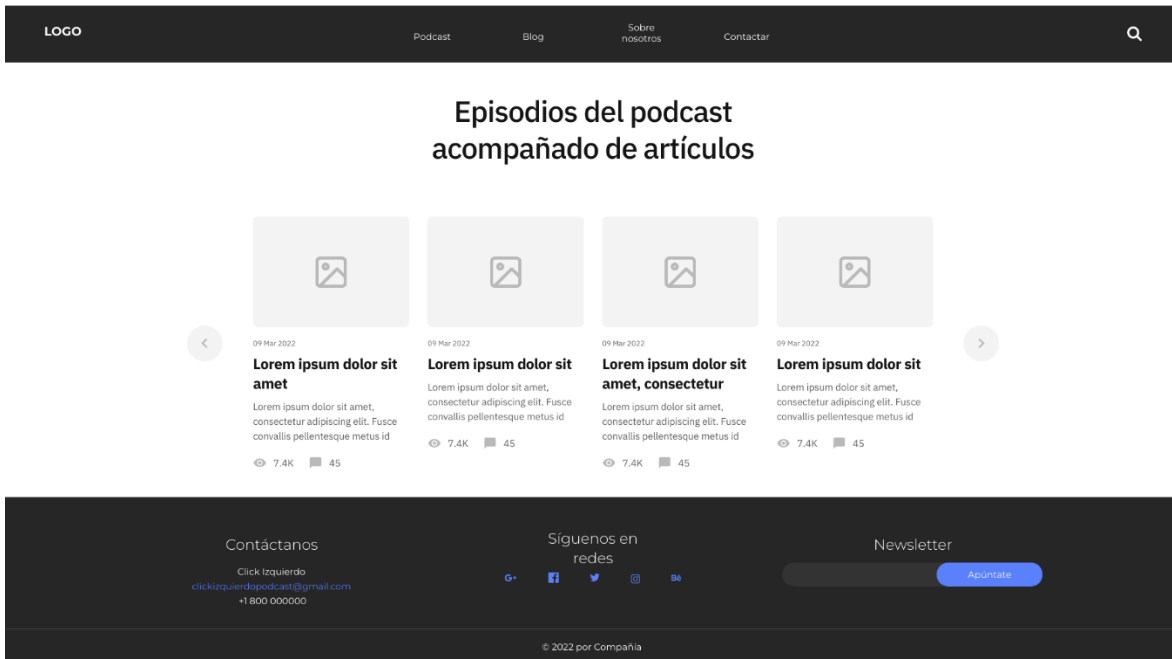 LOGO
Podcast
Blog
Sobre
nosotros
Contactar
Episodios del podcast
acompañado de artículos
09 Mar 2022
Lorem ipsum dolor sit
amet
Lorem ipsum dolor sit amet,
consectetur adipiscing elit. Fusce
convallis pellentesque metus id
7.4K 45
09 Mar 2022
Lorem ipsum dolor sit
Lorem ipsum dolor sit amet,
consectetur adipiscing elit. Fusce
convallis pellentesque metus id
7.4K 45
09 Mar 2022
Lorem ipsum dolor sit
amet, consectetur
Lorem ipsum dolor sit amet,
consectetur adipiscing elit. Fusce
convallis pellentesque metus id
7.4K 45
09 Mar 2022
Lorem ipsum dolor sit
Lorem ipsum dolor sit amet,
consectetur adipiscing elit. Fusce
convallis pellentesque metus id
7.4K 45
Contáctanos
Click Izquierdo
clickizquierdopodcast@gmail.com
+1 800 000000
Síguenos en
redes
G+ Bē
Newsletter
Apúntate
© 2022 por Compañía